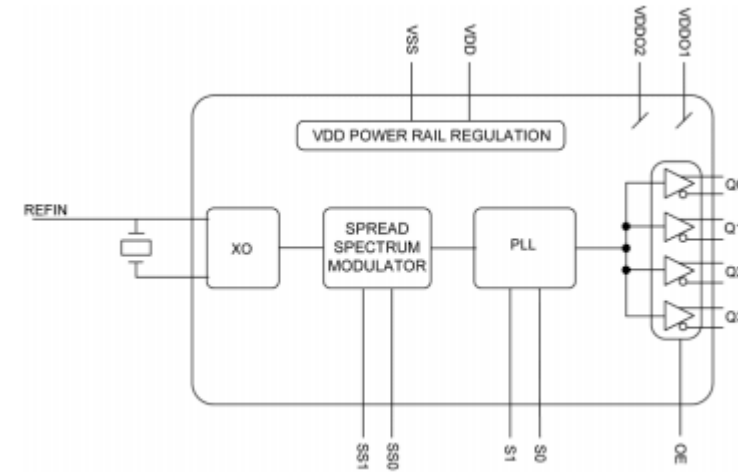 VSS
VDD
VDDO2
VDDO1
VDD POWER RAIL REGULATION
REFIN
XO
SPREAD
SPECTRUM
MODULATOR
PLL
Q1
SS1
SS0
S1
S0
OE